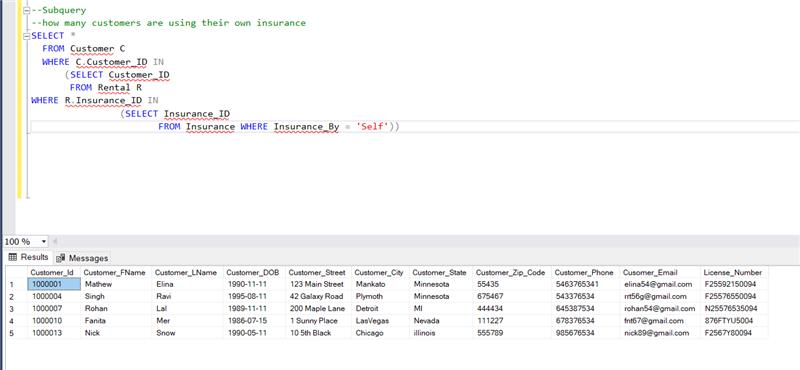 --Subquery
--how many customers are using their own insurance
SELECT *
FROM Customer C
WHERE C.Customer_ID IN
(SELECT Customer_ID
FROM Rental R
WHERE R.Insurance_ID IN
(SELECT Insurance_ID
FROM Insurance WHERE Insurance_By = 'Self'))
100 %
Results Messages
Customer_Id Customer_FName Customer_LName Customer_DOB Customer_Street Customer_City Customer_State Customer_Zip_Code Customer_Phone Cusomer_Email License_Number
1 1000001 Mathew Elina 1990-11-11 123 Main Street Mankato Minnesota 55435 5463765341 elina54@gmail.com F25592150094
2 1000004 Singh Ravi 1995-08-11 42 Galaxy Road Plymoth Minnesota 675467 543376534 rrt56g@gmail.com F25576550094
3 1000007 Rohan Lal 1989-11-11 200 Maple Lane Detroit MI 444434 645387534 rohan54@gmail.com N25576535094
4 1000010 Fanita Mer 1986-07-15 1 Sunny Place LasVegas Nevada 111227 678376534 fnt67@gmail.com 876FTYU5004
5 1000013 Nick Snow 1990-05-11 10 5th Black Chicago illinois 555789 985676534 nick89@gmail.com F2567Y80094